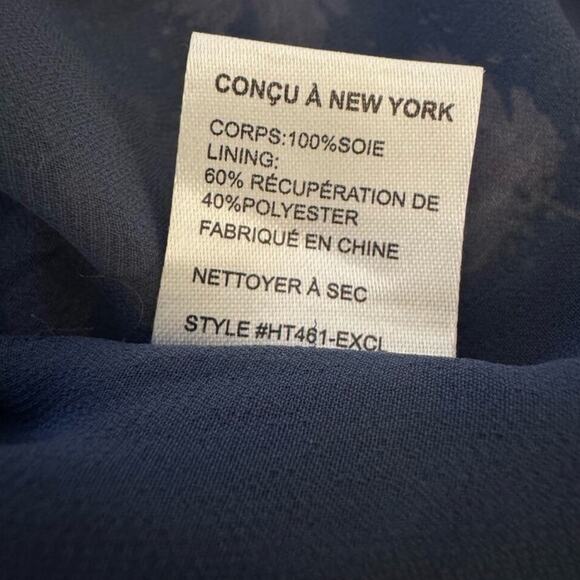 CONÇU À NEW YORK
CORPS:100%SOIE
LINING:
60% RÉCUPÉRATION DE
40%POLYESTER
FABRIQUÉ EN CHINE
NETTOYER À SEC
STYLE #HT461-EXCL